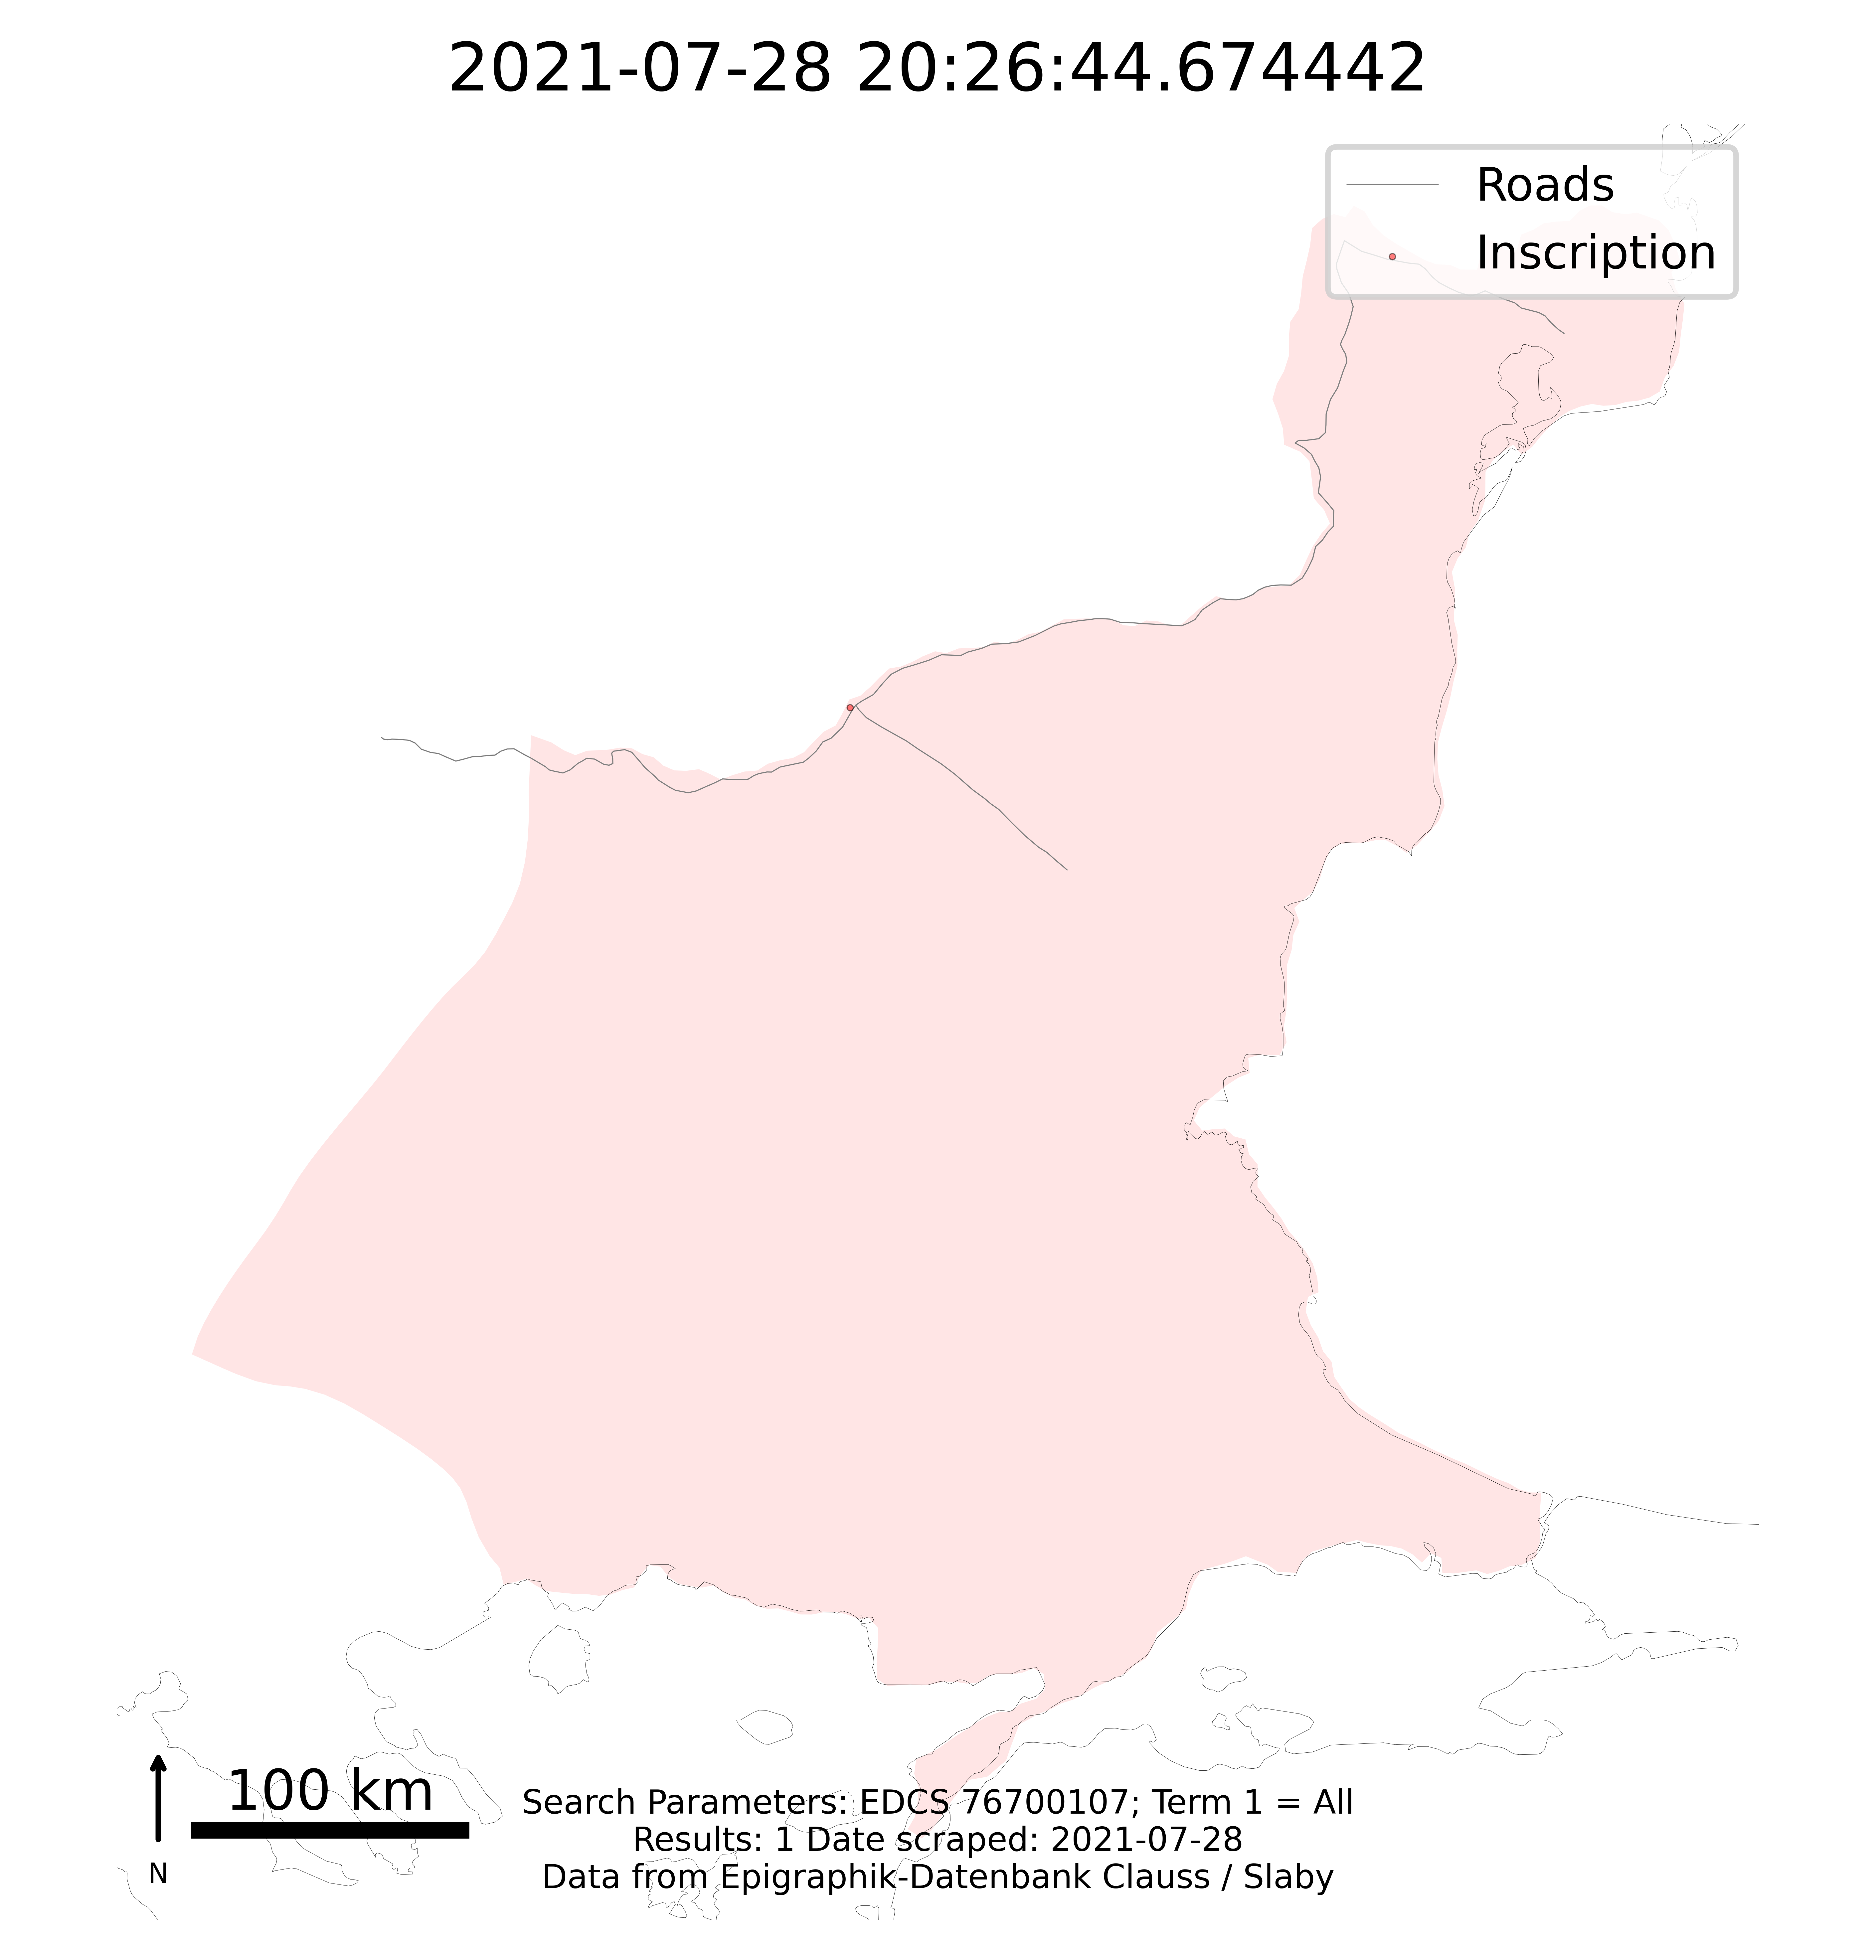 2021-07-28 20:26:44.674442
Roads
Inscription
100 km
N
Search Parameters: EDCS 76700107; Term 1 = All
Results: 1 Date scraped: 2021-07-28
Data from Epigraphik-Datenbank Clauss / Slaby